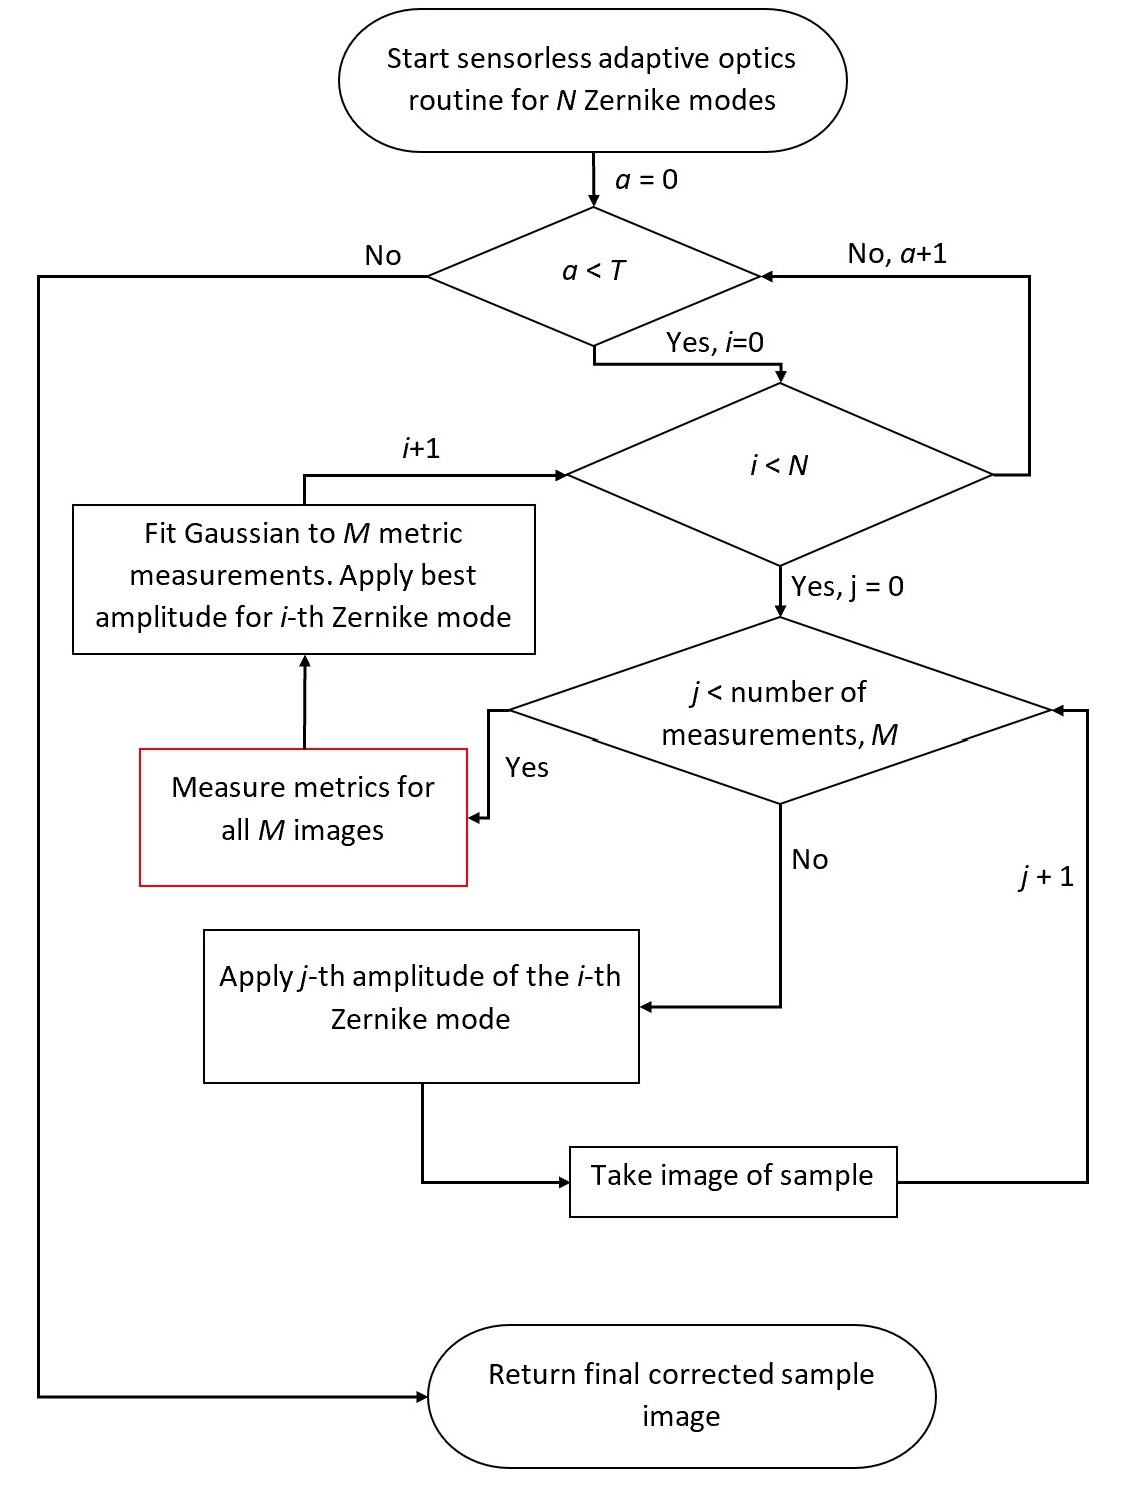 Start sensorless adaptive optics
routine for N Zernike modes
a = 0
No
a < T
No, a+1
Yes, i=0
i+1
i < N
Fit Gaussian to M metric
measurements. Apply best
amplitude for i-th Zernike mode
Yes, j = 0
j < number of
measurements, M
Yes
Measure metrics for
all M images
No
j + 1
Apply j-th amplitude of the i-th
Zernike mode
Take image of sample
Return final corrected sample
image